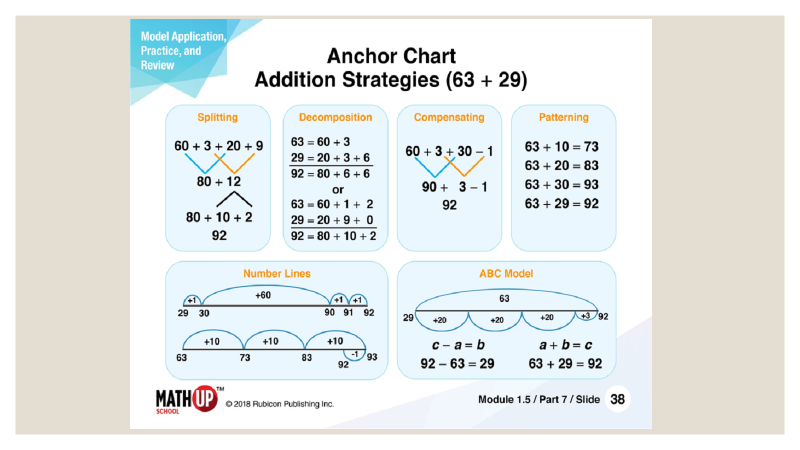 Model Application,
Practice, and
Review
Anchor Chart
Addition Strategies (63 + 29)
Splitting
60 + 3 + 20 + 9
80 + 12
80 + 10 + 2
92
Decomposition
63 = 60 + 3
29 = 20 + 3 + 6
92 = 80 + 6 + 6
or
63 = 60 + 1 + 2
29 = 20 + 9 + 0
92 = 80 + 10 + 2
Compensating
60 + 3 + 30 − 1
90 + 3 − 1
92
Patterning
63 + 10 = 73
63 + 20 = 83
63 + 30 = 93
63 + 29 = 92
Number Lines
+1 +60 +1 +1
29 30 90 91 92
+10 +10 +10
-1
63 73 83 92 93
ABC Model
63
29 +20 +20 +20 +3 92
c − a = b a + b = c
92 − 63 = 29 63 + 29 = 92
MATH UP TM
SCHOOL
© 2018 Rubicon Publishing Inc.
Module 1.5 / Part 7 / Slide 38